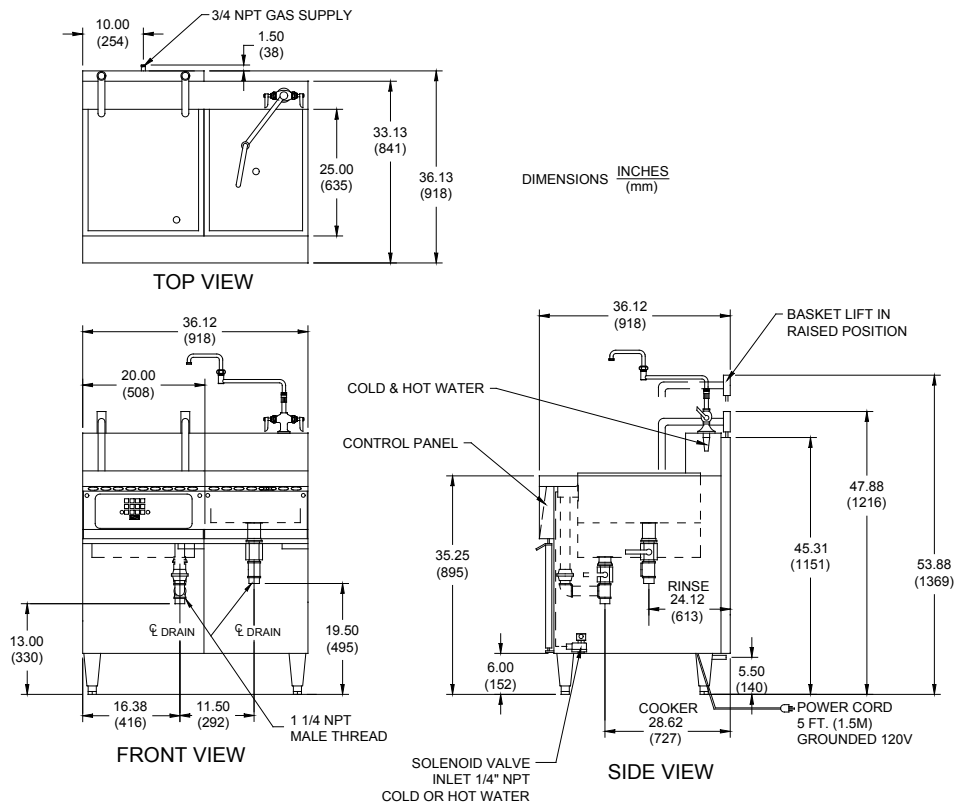 10.00
(254)
3/4 NPT GAS SUPPLY
1.50
(38)
33.13
(841)
25.00
(635)
36.13
(918)
DIMENSIONS INCHES
(mm)
TOP VIEW
36.12
(918)
20.00
(508)
13.00
(330)
℄ DRAIN
℄ DRAIN
19.50
(495)
16.38
(416)
11.50
(292)
1 1/4 NPT
MALE THREAD
FRONT VIEW
36.12
(918)
BASKET LIFT IN
RAISED POSITION
COLD & HOT WATER
CONTROL PANEL
35.25
(895)
47.88
(1216)
45.31
(1151)
53.88
(1369)
RINSE
24.12
(613)
6.00
(152)
5.50
(140)
COOKER
28.62
(727)
POWER CORD
5 FT. (1.5M)
GROUNDED 120V
SOLENOID VALVE
INLET 1/4" NPT
COLD OR HOT WATER
SIDE VIEW